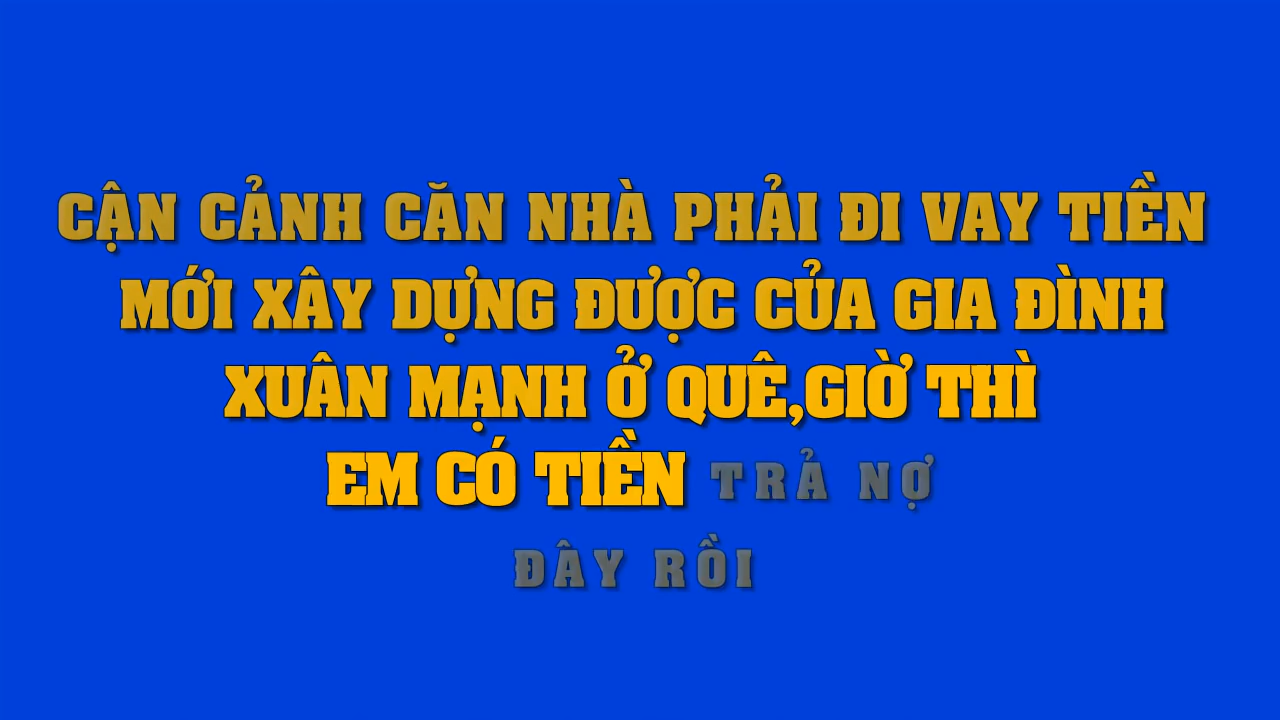 CẬN CẢNH CĂN NHÀ PHẢI ĐI VAY TIỀN
MỚI XÂY DỰNG ĐƯỢC CỦA GIA ĐÌNH
XUÂN MẠNH Ở QUÊ,GIỜ THÌ
EM CÓ TIỀN TRẢ NỢ
ĐÂY RỒI